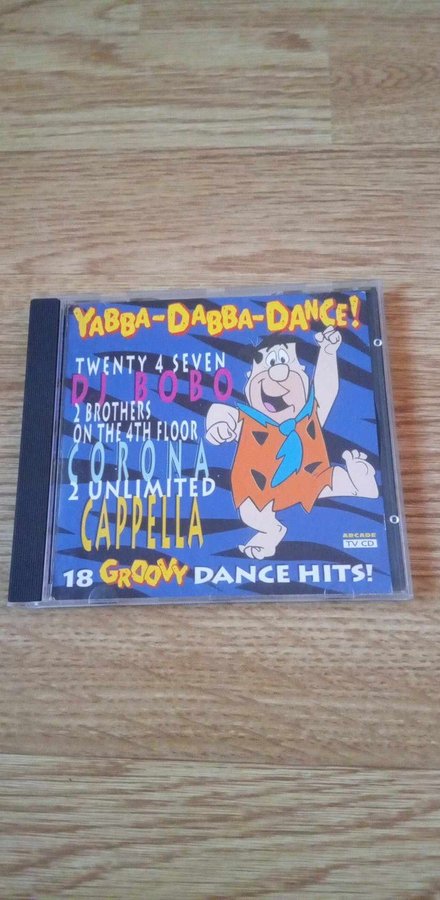 YABBA-DABBA-DANCE!
TWENTY 4 SEVEN
DJ BOBO
2 BROTHERS
ON THE 4TH FLOOR
CORONA
2 UNLIMITED
CAPPELLA
ARCADE
TV CD
18 GROOVY DANCE HITS!